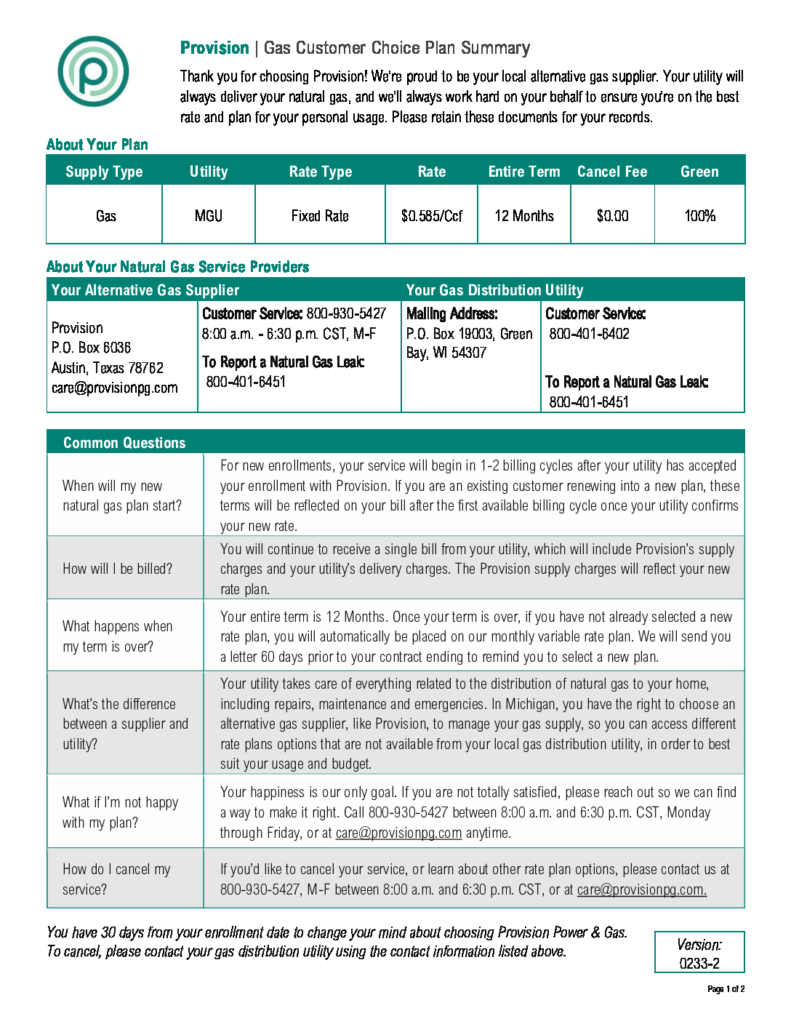 p
Provision | Gas Customer Choice Plan Summary
Thank you for choosing Provision! We're proud to be your local alternative gas supplier. Your utility will
always deliver your natural gas, and we'll always work hard on your behalf to ensure you're on the best
rate and plan for your personal usage. Please retain these documents for your records.
About Your Plan
Supply Type Utility Rate Type Rate Entire Term Cancel Fee Green
Gas MGU Fixed Rate $0.585/Ccf 12 Months $0.00 100%
About Your Natural Gas Service Providers
Your Alternative Gas Supplier Your Gas Distribution Utility
Provision
P.O. Box 6036
Austin, Texas 78762
care@provisionpg.com
Customer Service: 800-930-5427
8:00 a.m. - 6:30 p.m. CST, M-F
To Report a Natural Gas Leak:
800-401-6451
Mailing Address:
P.O. Box 19003, Green
Bay, WI 54307
Customer Service:
800-401-6402
To Report a Natural Gas Leak:
800-401-6451
Common Questions
When will my new
natural gas plan start?
For new enrollments, your service will begin in 1-2 billing cycles after your utility has accepted
your enrollment with Provision. If you are an existing customer renewing into a new plan, these
terms will be reflected on your bill after the first available billing cycle once your utility confirms
your new rate.
How will I be billed?
You will continue to receive a single bill from your utility, which will include Provision's supply
charges and your utility's delivery charges. The Provision supply charges will reflect your new
rate plan.
What happens when
my term is over?
Your entire term is 12 Months. Once your term is over, if you have not already selected a new
rate plan, you will automatically be placed on our monthly variable rate plan. We will send you
a letter 60 days prior to your contract ending to remind you to select a new plan.
What's the difference
between a supplier and
utility?
Your utility takes care of everything related to the distribution of natural gas to your home,
including repairs, maintenance and emergencies. In Michigan, you have the right to choose an
alternative gas supplier, like Provision, to manage your gas supply, so you can access different
rate plans options that are not available from your local gas distribution utility, in order to best
suit your usage and budget.
What if I'm not happy
with my plan?
Your happiness is our only goal. If you are not totally satisfied, please reach out so we can find
a way to make it right. Call 800-930-5427 between 8:00 a.m. and 6:30 p.m. CST, Monday
through Friday, or at care@provisionpg.com anytime.
How do I cancel my
service?
If you'd like to cancel your service, or learn about other rate plan options, please contact us at
800-930-5427, M-F between 8:00 a.m. and 6:30 p.m. CST, or at care@provisionpg.com.
You have 30 days from your enrollment date to change your mind about choosing Provision Power & Gas.
To cancel, please contact your gas distribution utility using the contact information listed above.
Version:
0233-2
Page 1 of 2